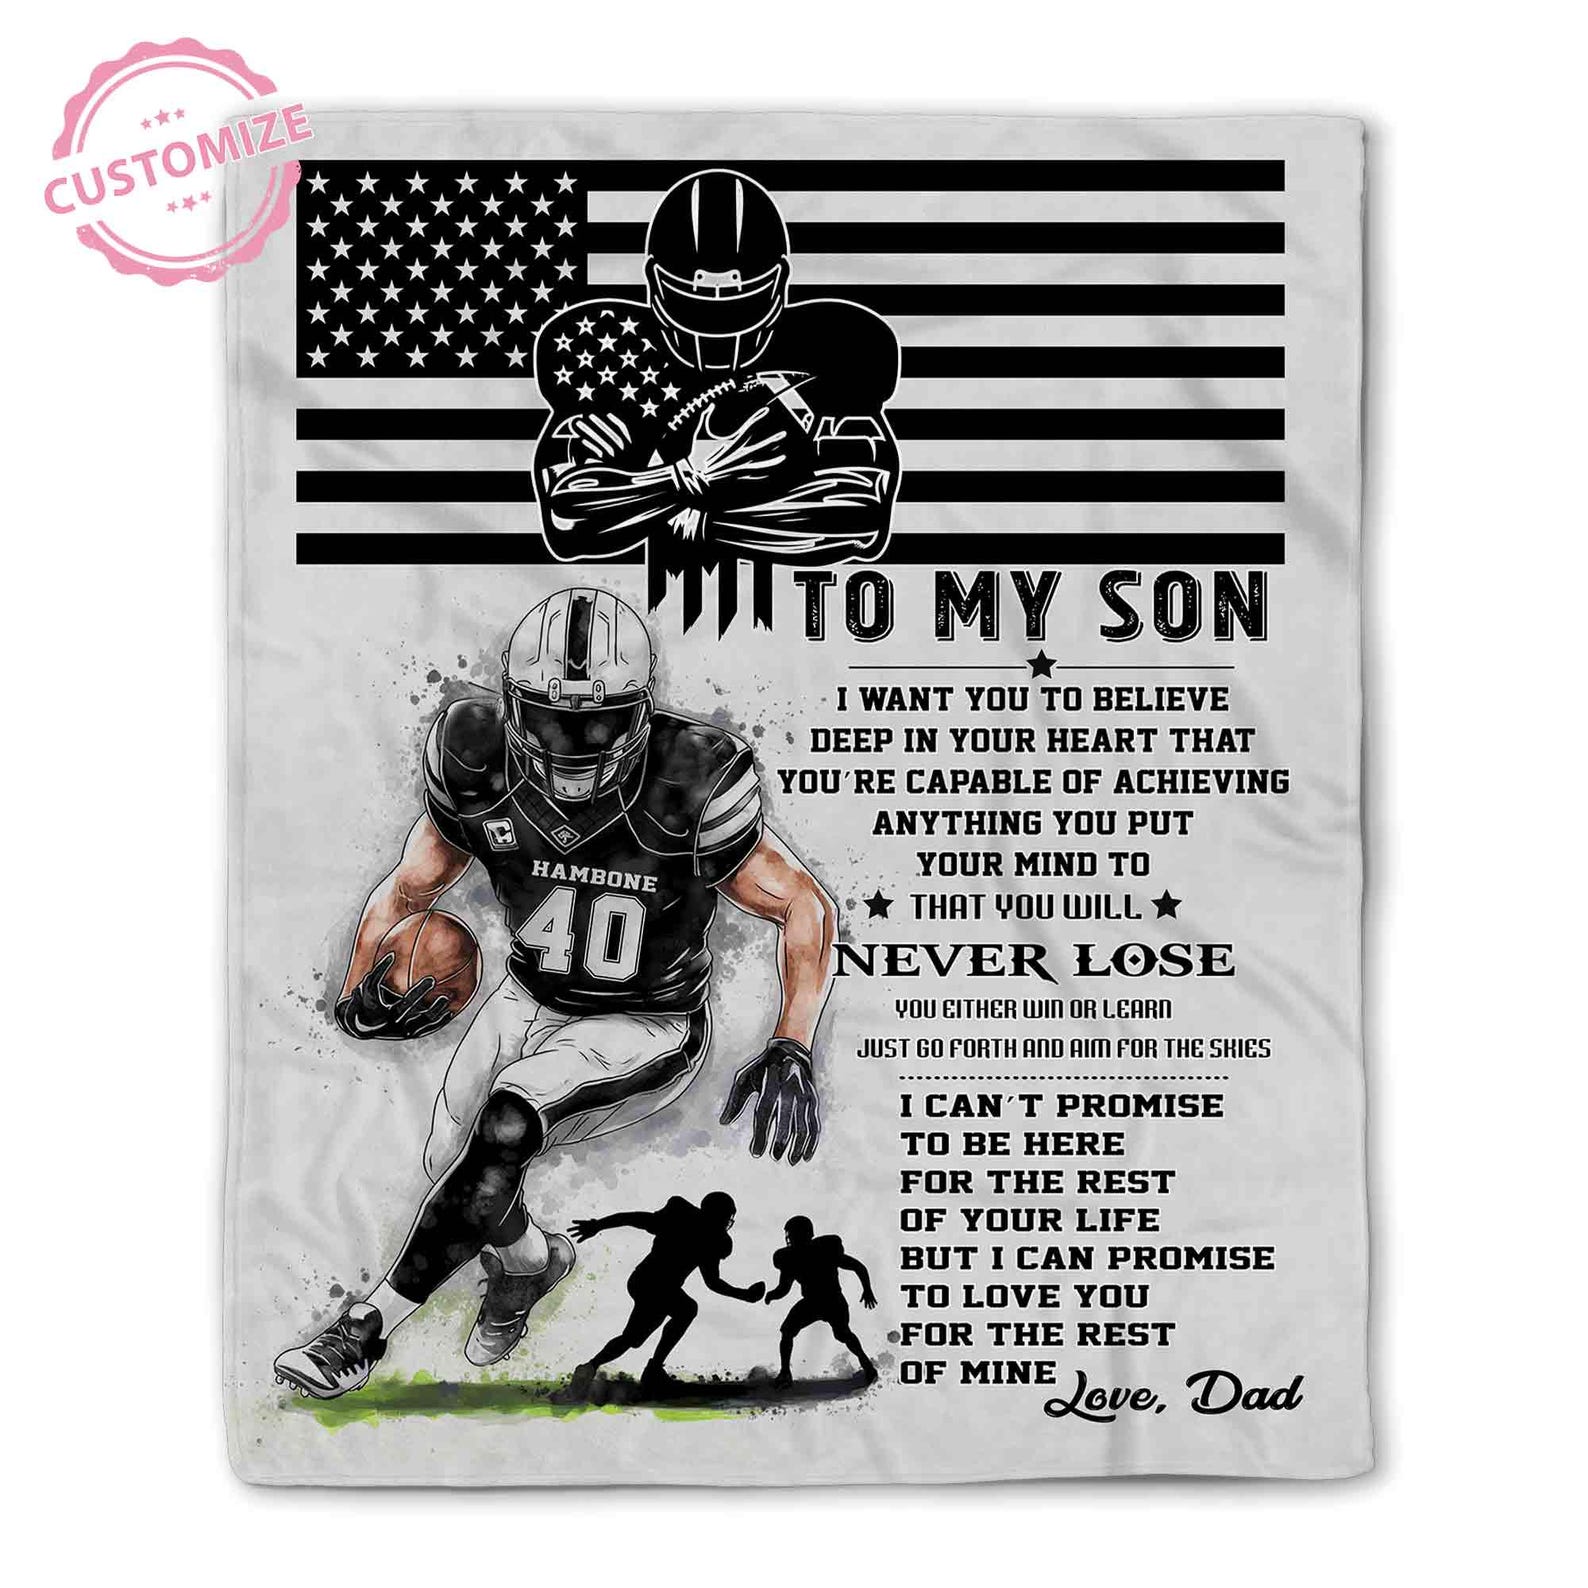 CUSTOMIZE
TO MY SON
I WANT YOU TO BELIEVE
DEEP IN YOUR HEART THAT
YOU'RE CAPABLE OF ACHIEVING
ANYTHING YOU PUT
YOUR MIND TO
THAT YOU WILL
NEVER LOSE
YOU EITHER WIN OR LEARN
JUST GO FORTH AND AIM FOR THE SKIES
I CAN'T PROMISE
TO BE HERE
FOR THE REST
OF YOUR LIFE
BUT I CAN PROMISE
TO LOVE YOU
FOR THE REST
OF MINE
Love, Dad
C
HAMBONE
40